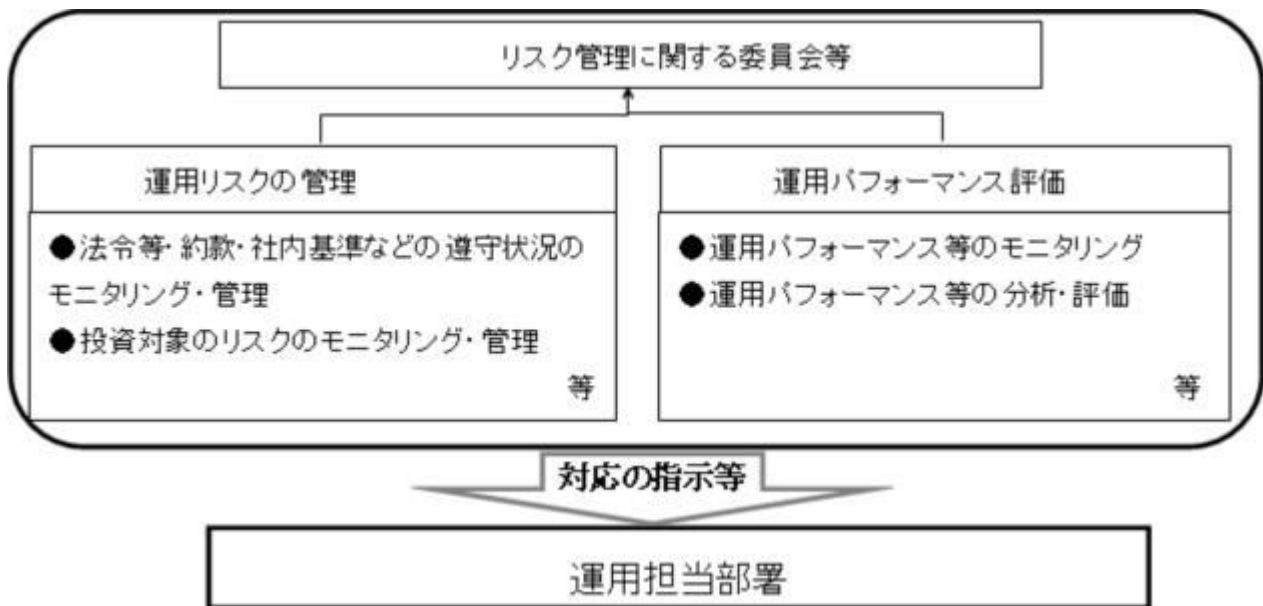 リスク管理に関する委員会等
運用リスクの管理
●法令等・約款・社内基準などの遵守状況の
モニタリング・管理
●投資対象のリスクのモニタリング・管理
等
運用パフォーマンス評価
●運用パフォーマンス等のモニタリング
●運用パフォーマンス等の分析・評価
等
対応の指示等
運用担当部署